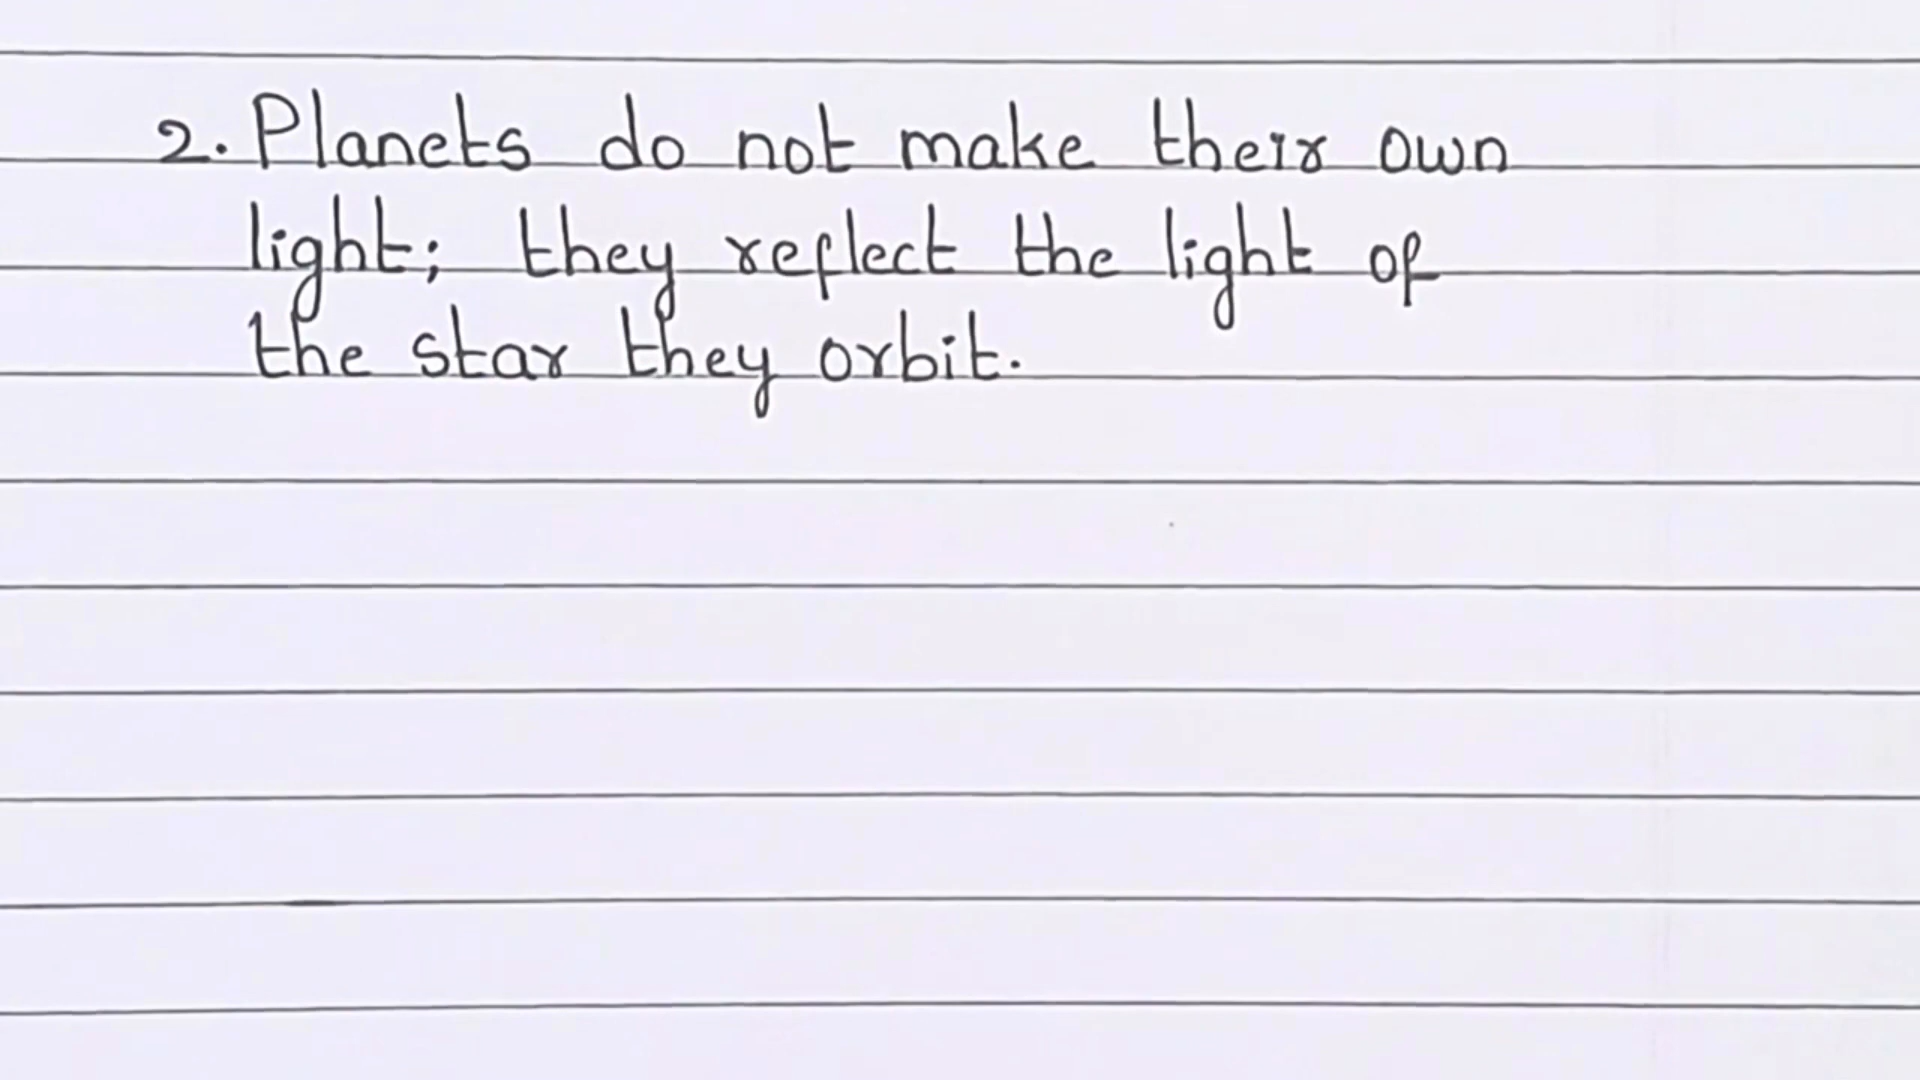 2. Planets do not make their own
light; they reflect the light of
the star they orbit.